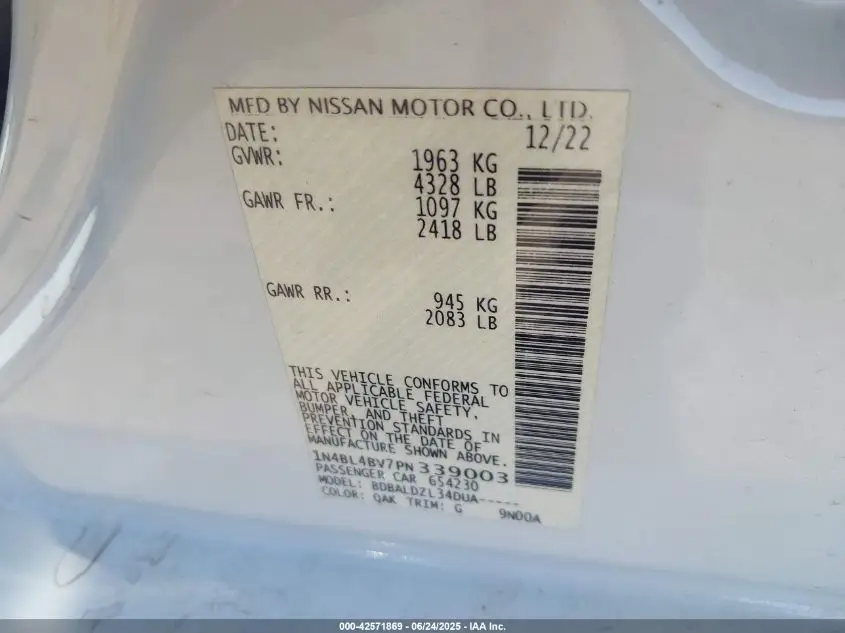 MFD BY NISSAN MOTOR CO., LTD.
DATE: 12/22
GVWR: 1963 KG
4328 LB
GAWR FR.: 1097 KG
2418 LB
GAWR RR.: 945 KG
2083 LB
THIS VEHICLE CONFORMS TO
ALL APPLICABLE FEDERAL
MOTOR VEHICLE SAFETY,
BUMPER, AND THEFT
PREVENTION STANDARDS IN
EFFECT ON THE DATE OF
MANUFACTURE SHOWN ABOVE.
1N4BL4BV7PN339003
PASSENGER CAR 654230
MODEL: BDBALDZL34DUA-----
COLOR: QAK TRIM: G 9N00A
000-42571869 - 06/24/2025 - IAA Inc.